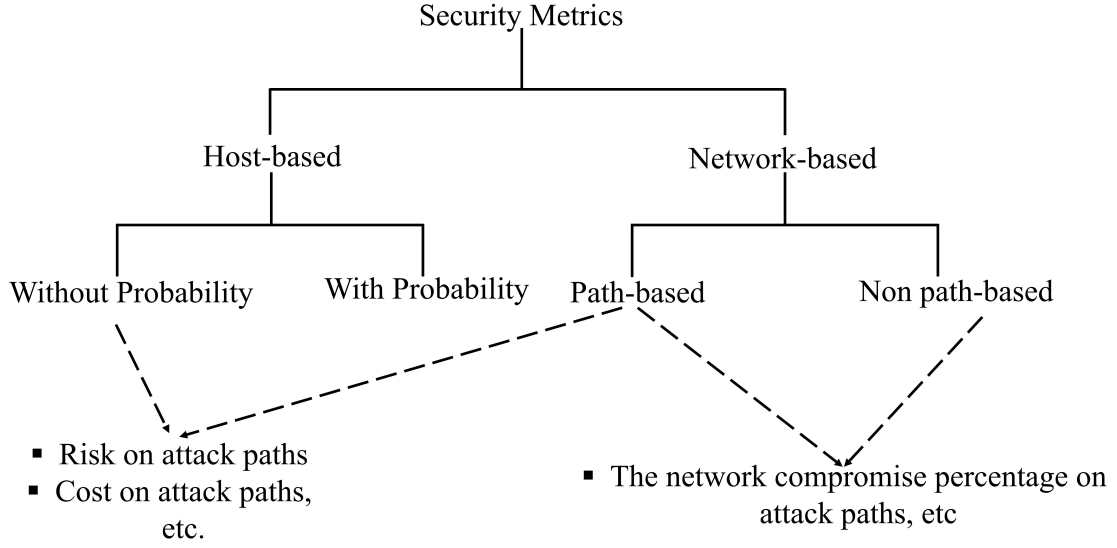 Security Metrics
Host-based
Network-based
Without Probability
With Probability
Path-based
Non path-based
▪ Risk on attack paths
▪ Cost on attack paths,
etc.
▪ The network compromise percentage on
attack paths, etc